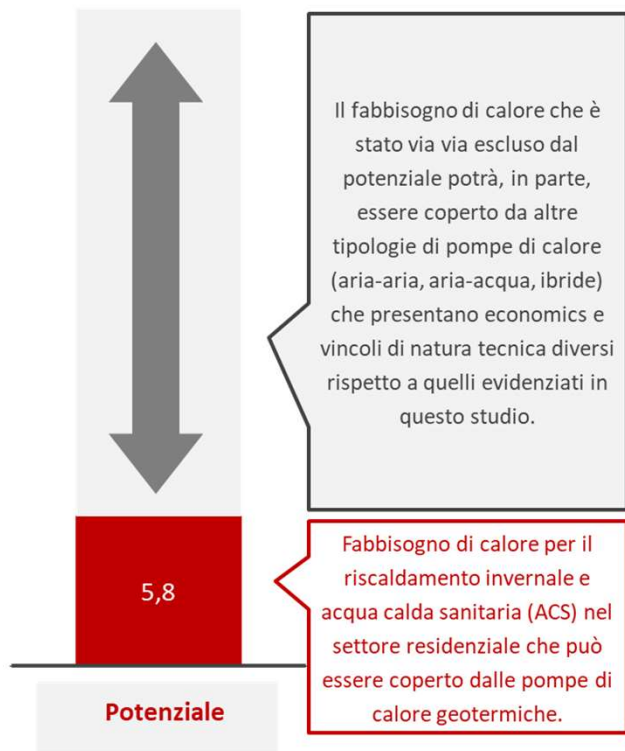 Il fabbisogno di calore che è
stato via via escluso dal
potenziale potrà, in parte,
essere coperto da altre
tipologie di pompe di calore
(aria-aria, aria-acqua, ibride)
che presentano economics e
vincoli di natura tecnica diversi
rispetto a quelli evidenziati in
questo studio.
5,8
Fabbisogno di calore per il
riscaldamento invernale e
acqua calda sanitaria (ACS) nel
settore residenziale che può
essere coperto dalle pompe di
calore geotermiche.
Potenziale